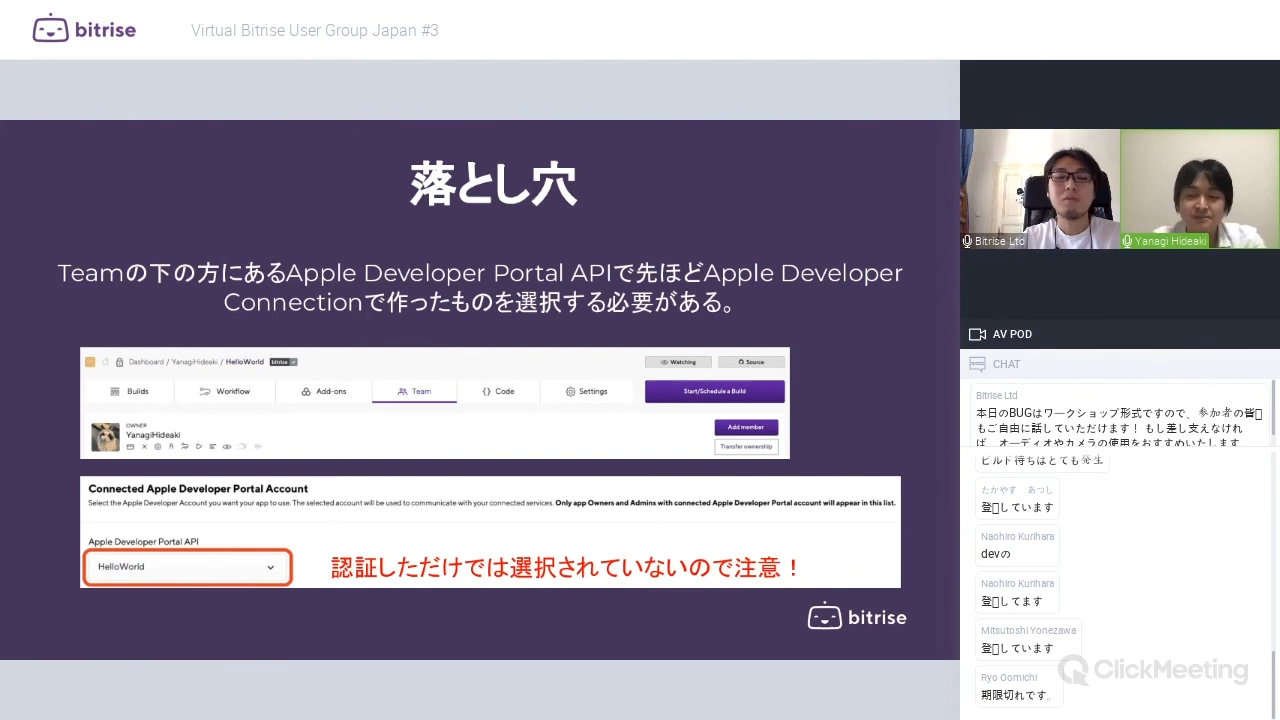 bitrise
Virtual Bitrise User Group Japan #3
落とし穴
Teamの下の方にあるApple Developer Portal APIで先ほどApple Developer
Connectionで作ったものを選択する必要がある。
Dashboard / YanagiHideaki / HelloWorld bitrise
Watching
Source
Builds
Workflow
Add-ons
Team
Code
Settings
Start/Schedule a Build
OWNER
YanagiHideaki
Add member
Transfer ownership
Connected Apple Developer Portal Account
Select the Apple Developer Account you want your app to use. The selected account will be used to communicate with your connected services. Only app Owners and Admins with connected Apple Developer Portal account will appear in this list.
Apple Developer Portal API
HelloWorld
認証しただけでは選択されていないので注意！
bitrise
Bitrise Ltd
Yanagi Hideaki
AV POD
CHAT
Bitrise Ltd
本日のBUGはワークショップ形式ですので、参加者の皆
もご自由に話していただけます！ もし差し支えなけれ
ば、オーディオやカメラの使用をおすすめいたします
ビルド待ちはとても発生
たかやす あつし
登しています
Naohiro Kurihara
devの
Naohiro Kurihara
登してます
Mitsutoshi Yonezawa
登しています
Ryo Oomichi
期限切れです。
ClickMeeting